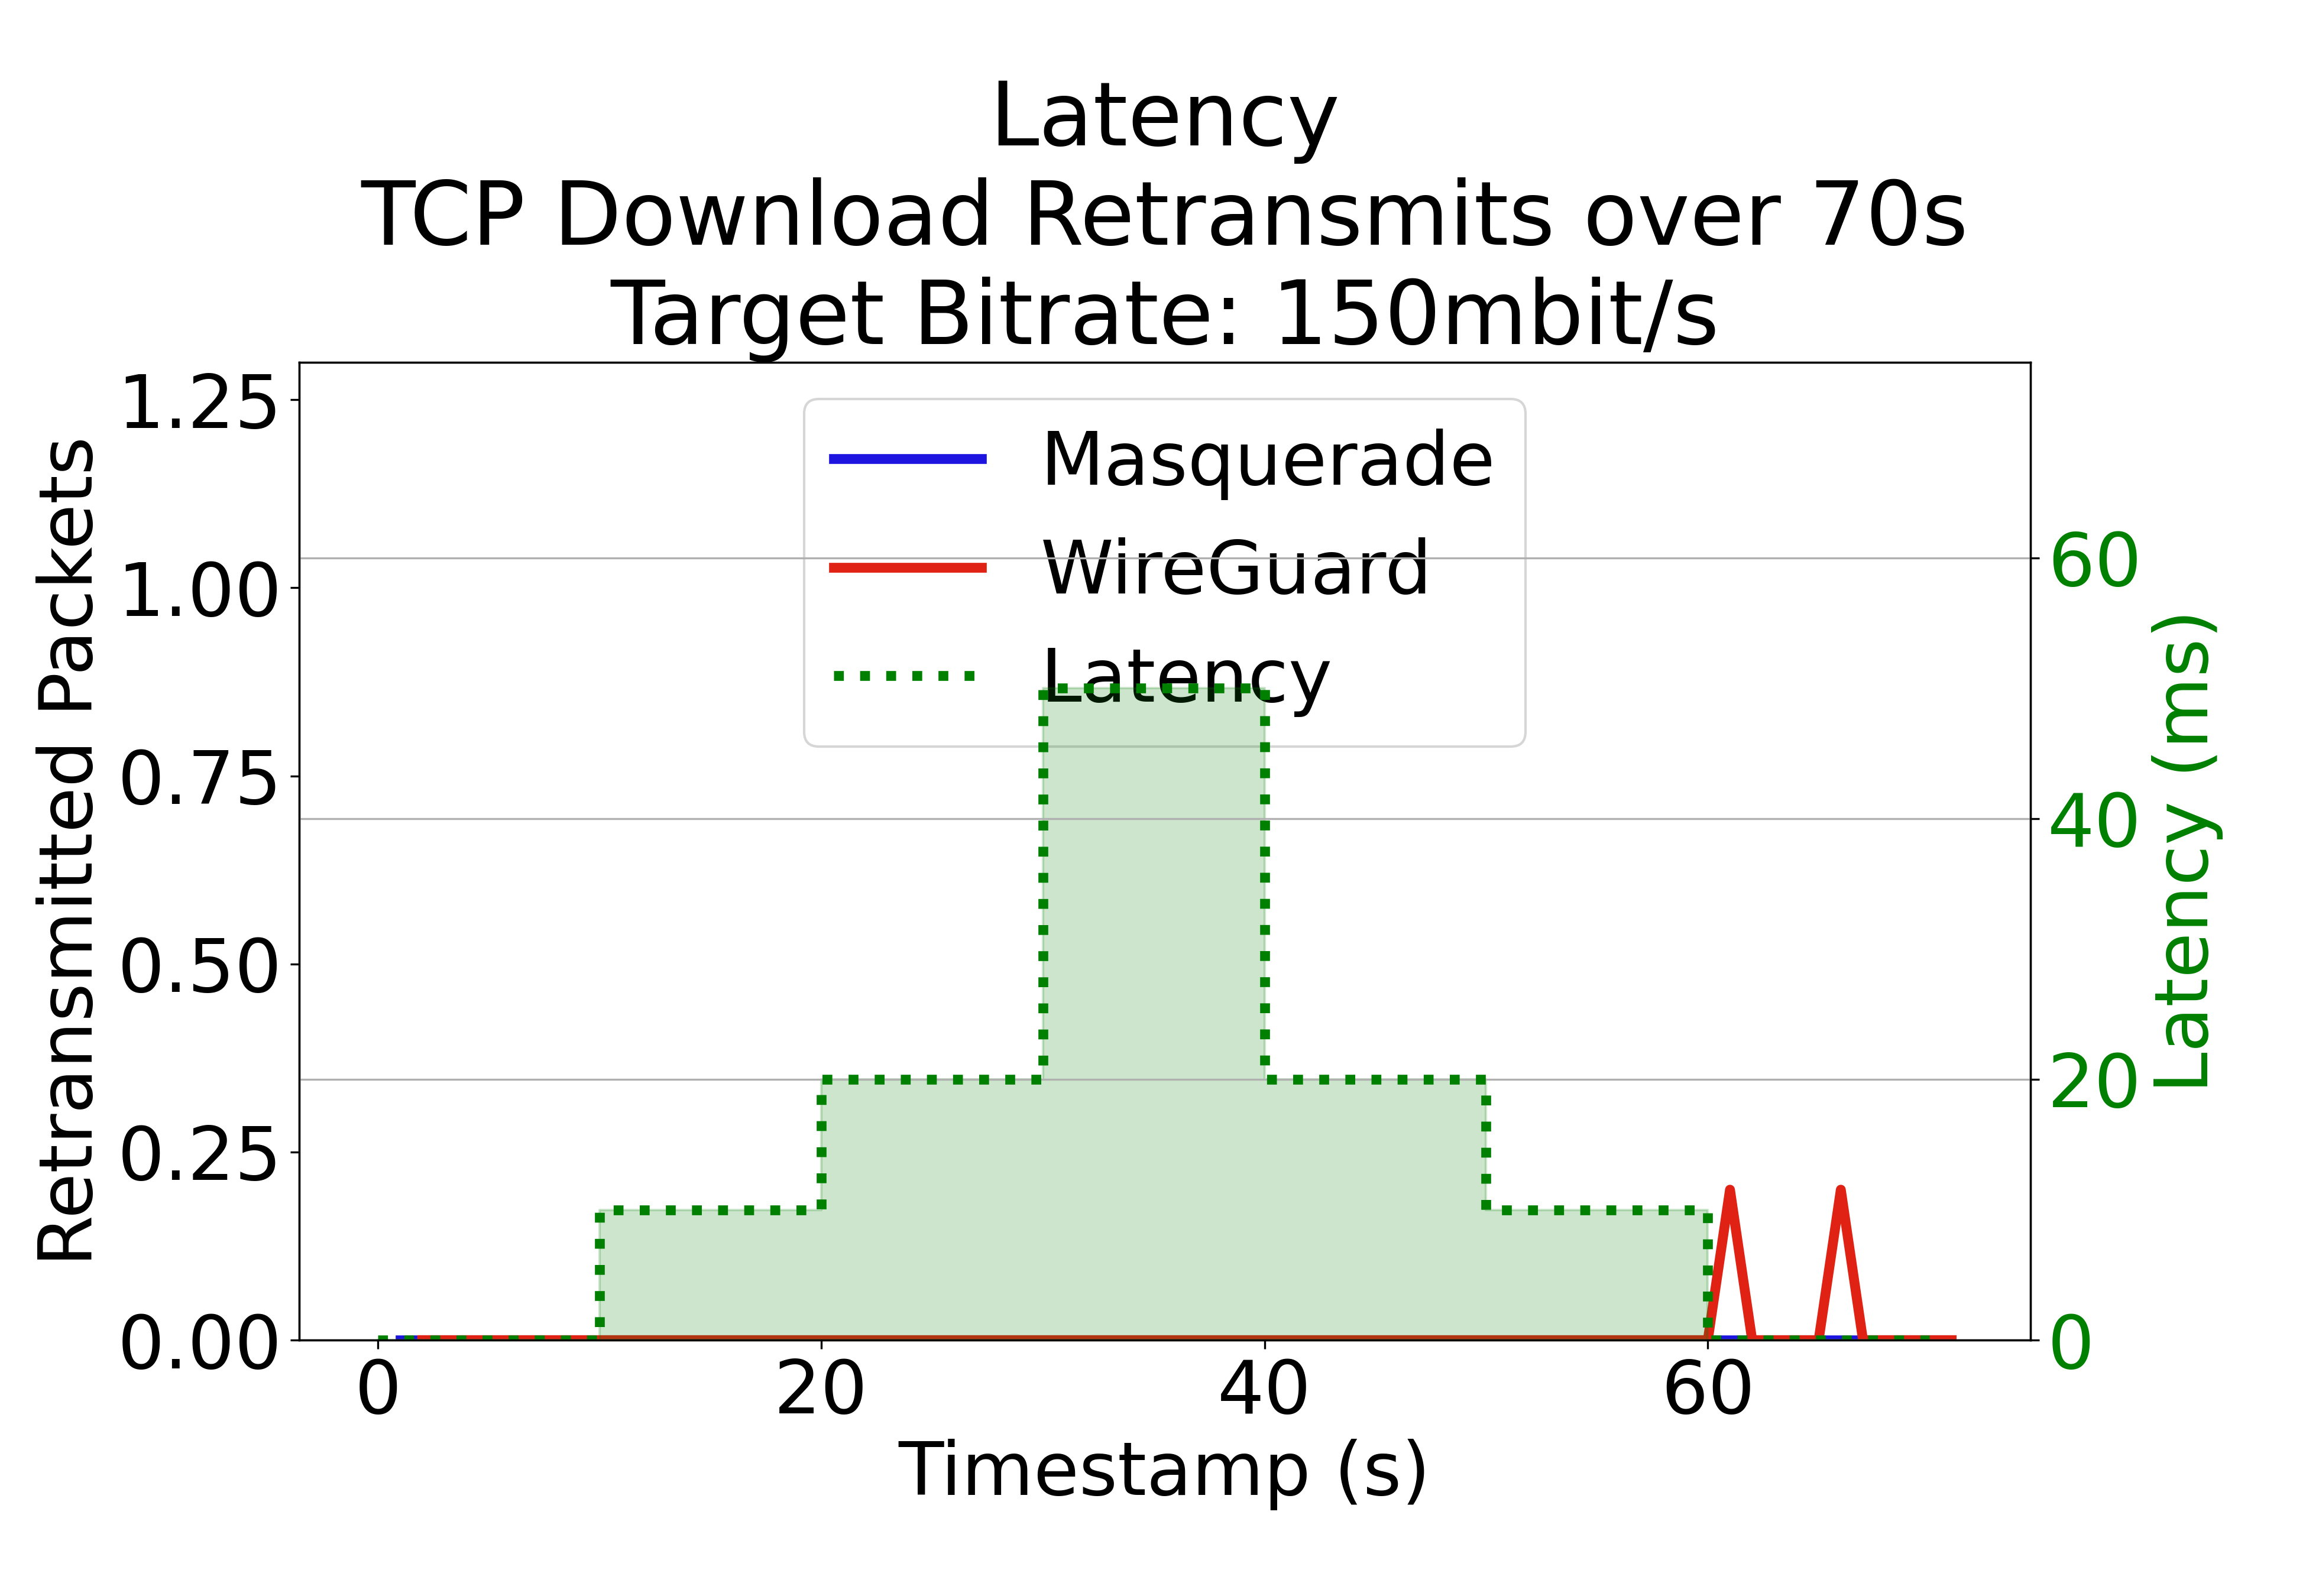 Latency
TCP Download Retransmits over 70s
Target Bitrate: 150mbit/s
Retransmitted Packets
1.25
1.00
0.75
0.50
0.25
0.00
Masquerade
WireGuard
Latency
60
40
20
0
Latency (ms)
0 20 40 60
Timestamp (s)